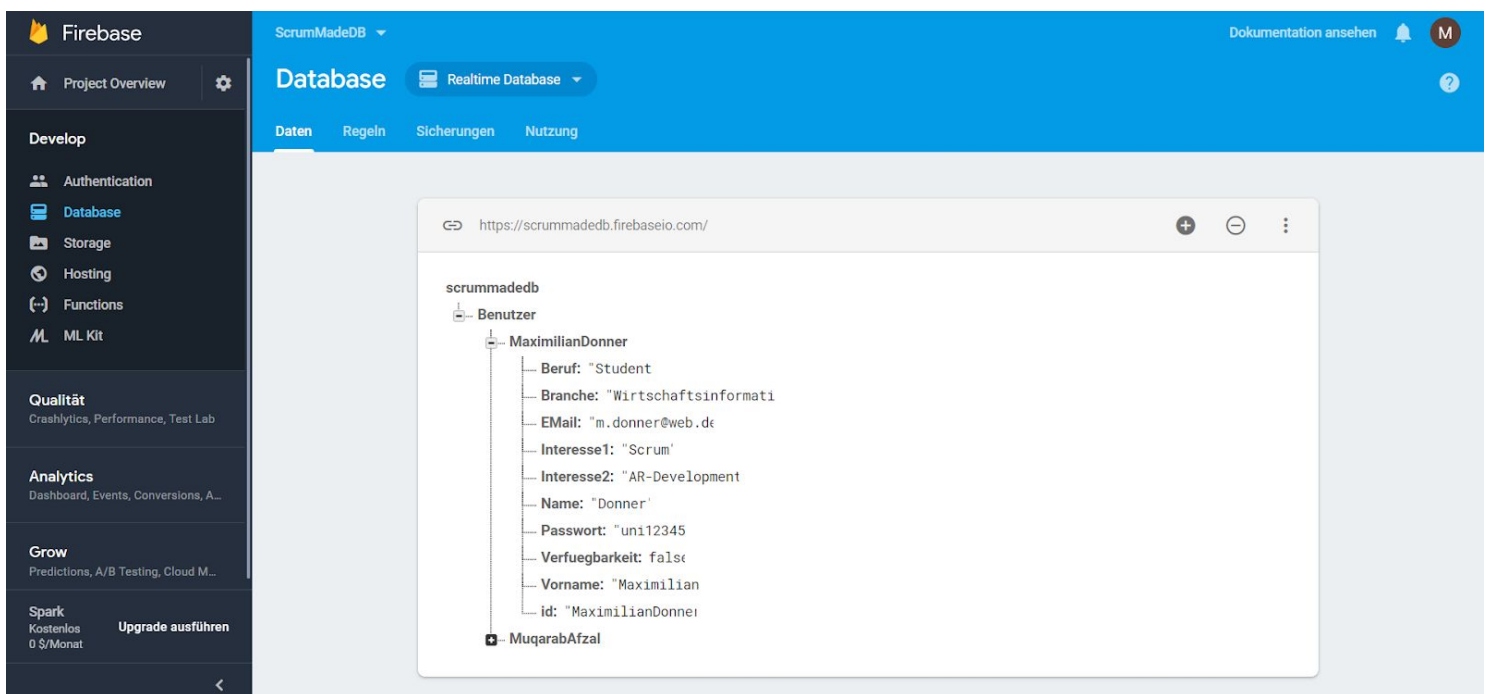 Firebase
ScrumMadeDB
Dokumentation ansehen
M
Project Overview
Database
Realtime Database
?
Daten
Regeln
Sicherungen
Nutzung
Develop
Authentication
Database
Storage
Hosting
Functions
ML Kit
Qualität
Crashlytics, Performance, Test Lab
Analytics
Dashboard, Events, Conversions, A...
Grow
Predictions, A/B Testing, Cloud M...
Spark
Kostenlos
0 $/Monat
Upgrade ausführen
https://scrummadedb.firebaseio.com/
scrummadedb
Benutzer
MaximilianDonner
Beruf: "Student
Branche: "Wirtschaftsinformati
EMail: "m.donner@web.de
Interesse1: "Scrum"
Interesse2: "AR-Development
Name: "Donner"
Passwort: "uni12345
Verfuegbarkeit: false
Vorname: "Maximilian
id: "MaximilianDonner
MuqarabAfzal